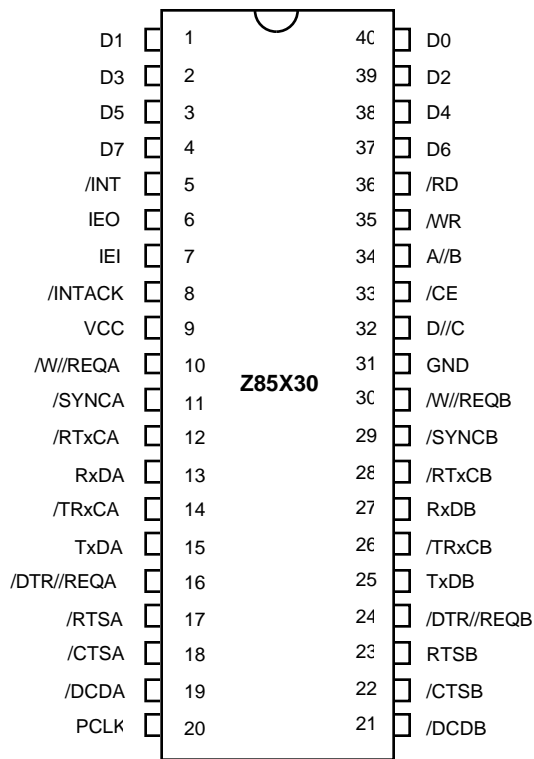 D1 1 40 D0
D3 2 39 D2
D5 3 38 D4
D7 4 37 D6
/INT 5 36 /RD
IEO 6 35 /WR
IEI 7 34 A//B
/INTACK 8 33 /CE
VCC 9 32 D//C
/W//REQA 10 31 GND
Z85X30
/SYNCA 11 30 /W//REQB
/RTxCA 12 29 /SYNCB
RxDA 13 28 /RTxCB
/TRxCA 14 27 RxDB
TxDA 15 26 /TRxCB
/DTR//REQA 16 25 TxDB
/RTSA 17 24 /DTR//REQB
/CTSA 18 23 RTSB
/DCDA 19 22 /CTSB
PCLK 20 21 /DCDB